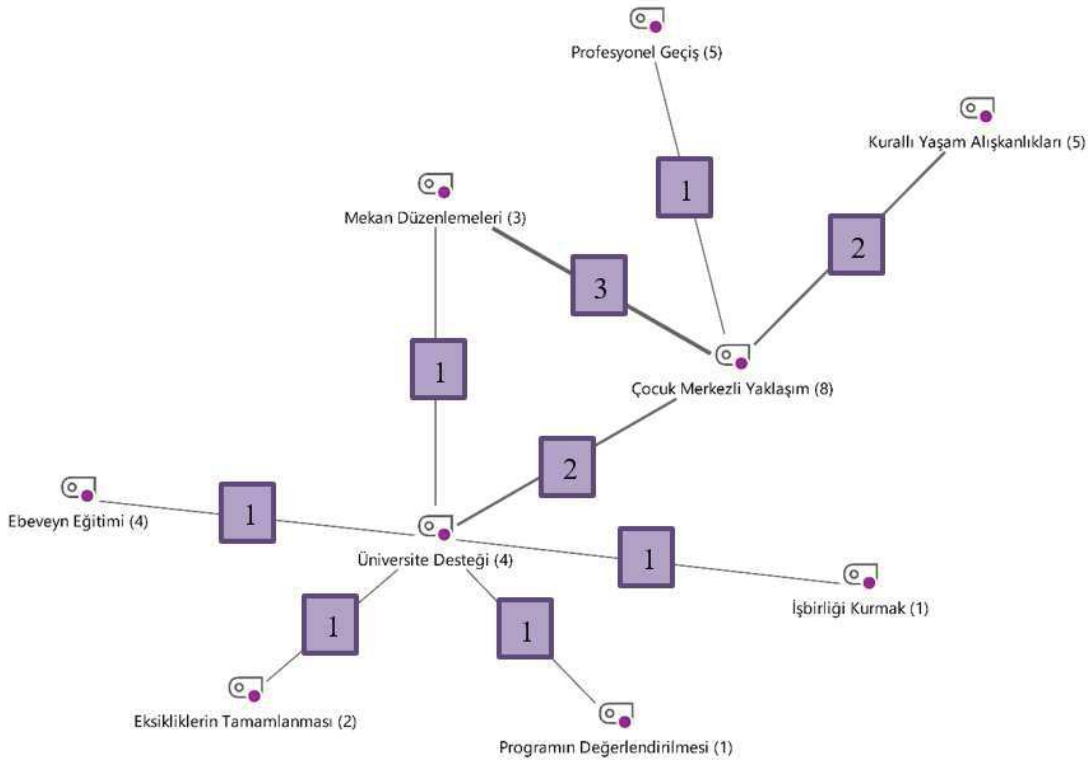 Profesyonel Geçiş (5)
Kurallı Yaşam Alışkanlıkları (5)
1
Mekan Düzenlemeleri (3)
2
3
1
Çocuk Merkezli Yaklaşım (8)
2
1
Ebeveyn Eğitimi (4)
1
Üniversite Desteği (4)
İşbirliği Kurmak (1)
1
1
Eksikliklerin Tamamlanması (2)
Programın Değerlendirilmesi (1)